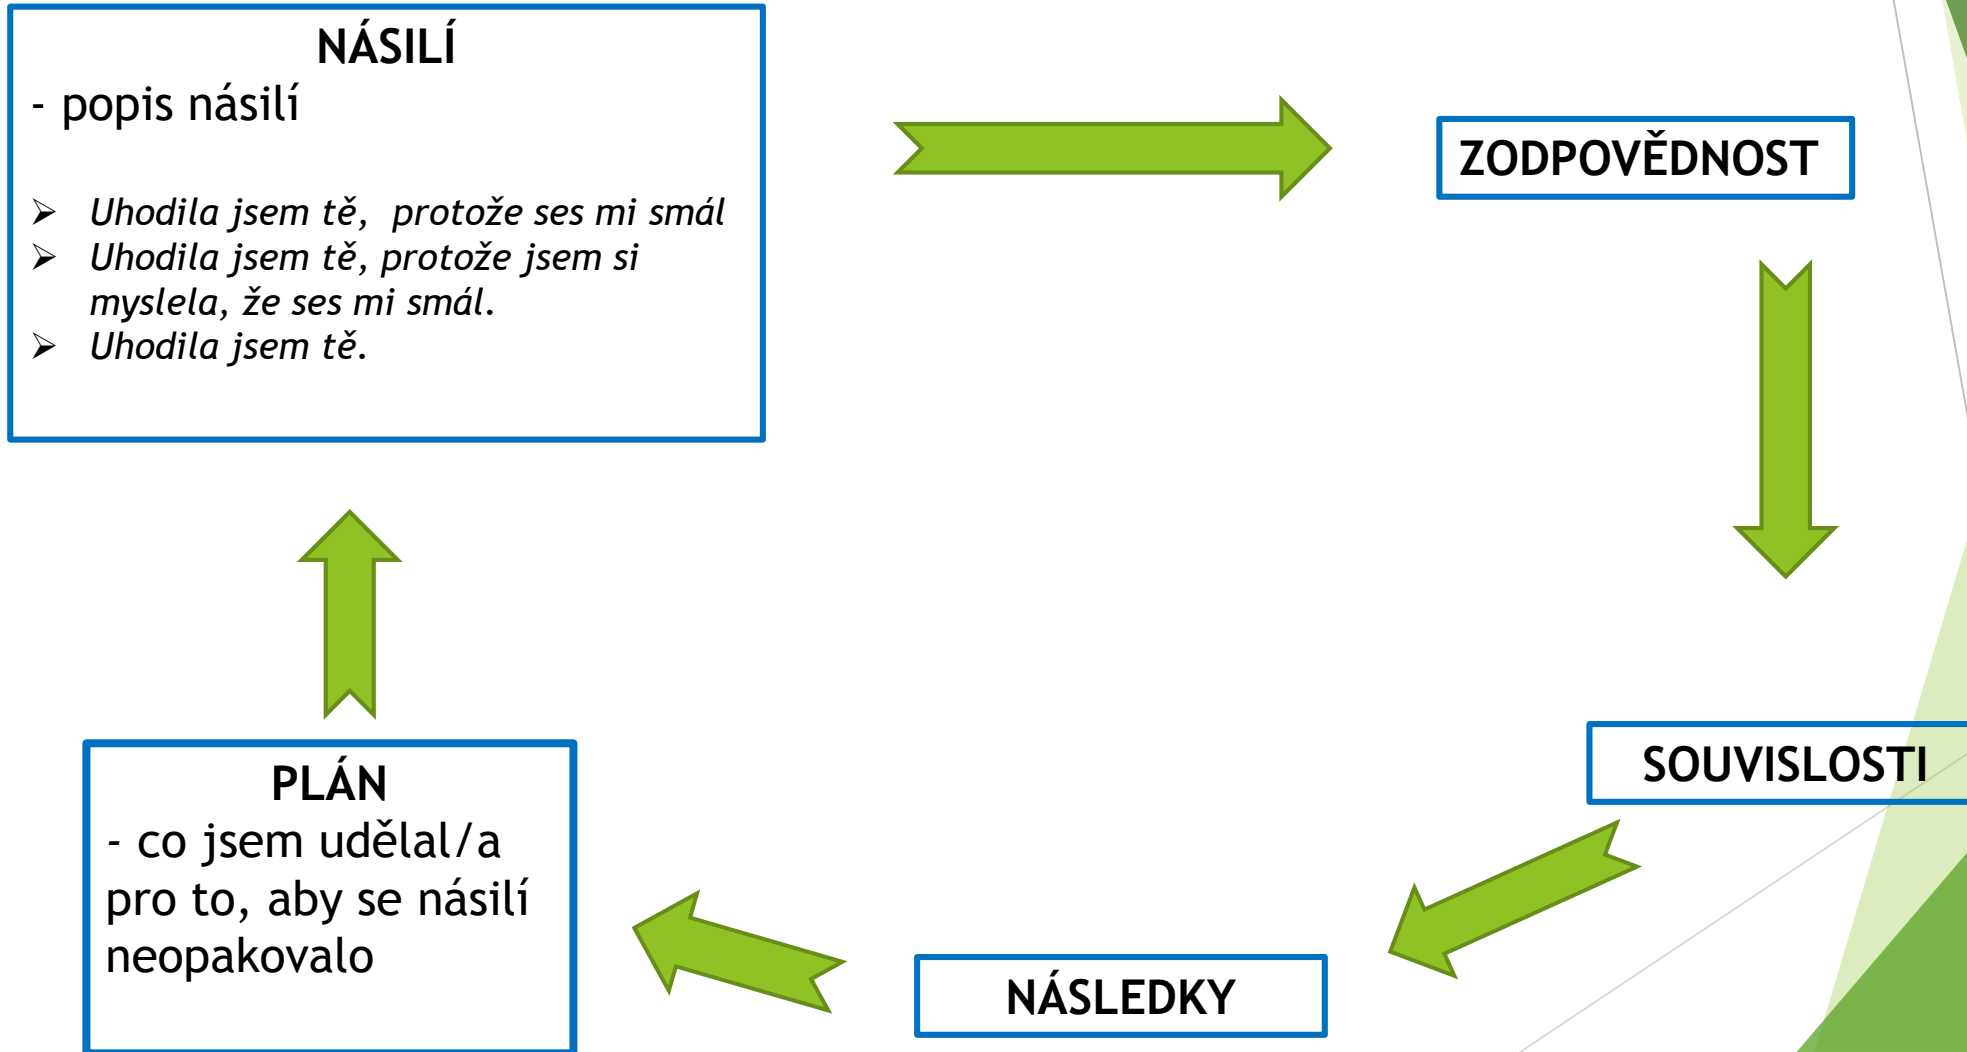 NÁSILÍ
- popis násilí
➢ Uhodila jsem tě, protože ses mi smál
➢ Uhodila jsem tě, protože jsem si
myslela, že ses mi smál.
➢ Uhodila jsem tě.
ZODPOVĚDNOST
SOUVISLOSTI
NÁSLEDKY
PLÁN
- co jsem udělal/a
pro to, aby se násilí
neopakovalo